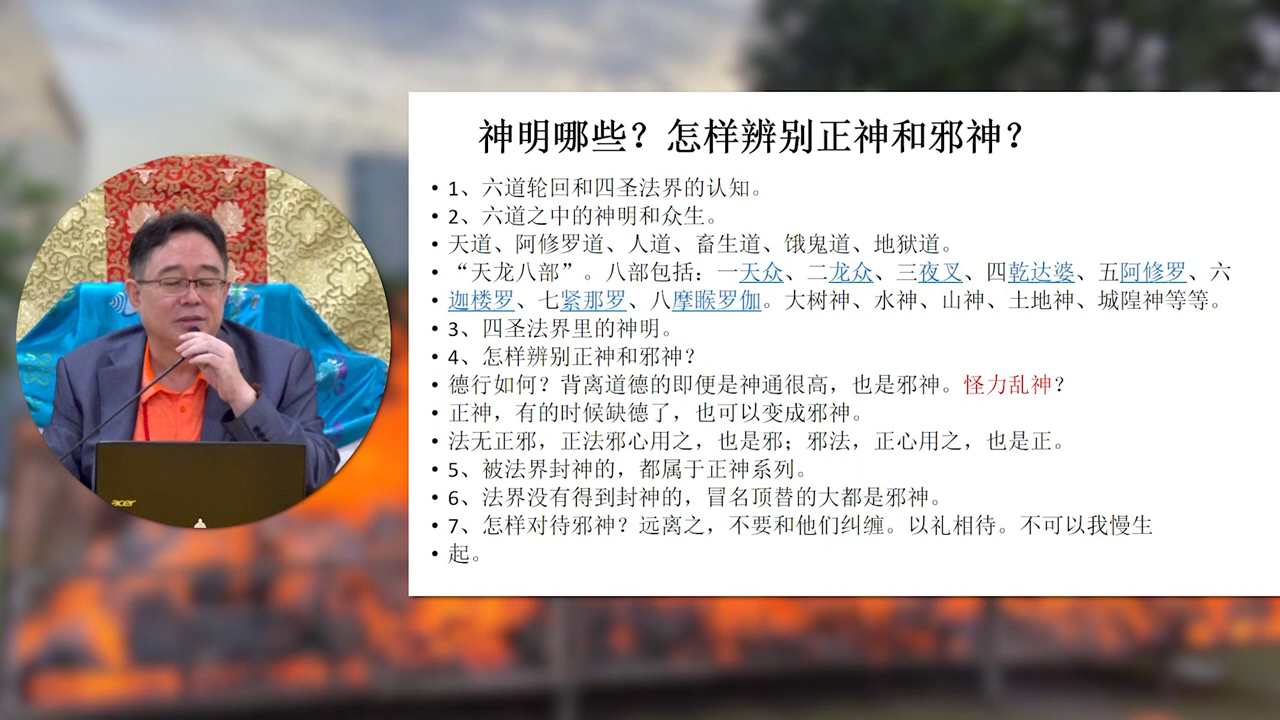 神明哪些？怎样辨别正神和邪神？
• 1、六道轮回和四圣法界的认知。
• 2、六道之中的神明和众生。
• 天道、阿修罗道、人道、畜生道、饿鬼道、地狱道。
• “天龙八部”。八部包括：一天众、二龙众、三夜叉、四乾达婆、五阿修罗、六
• 迦楼罗、七紧那罗、八摩睺罗伽。大树神、水神、山神、土地神、城隍神等等。
• 3、四圣法界里的神明。
• 4、怎样辨别正神和邪神？
• 德行如何？背离道德的即便是神通很高，也是邪神。怪力乱神？
• 正神，有的时候缺德了，也可以变成邪神。
• 法无正邪，正法邪心用之，也是邪；邪法，正心用之，也是正。
• 5、被法界封神的，都属于正神系列。
• 6、法界没有得到封神的，冒名顶替的大都是邪神。
• 7、怎样对待邪神？远离之，不要和他们纠缠。以礼相待。不可以我慢生
• 起。
acer